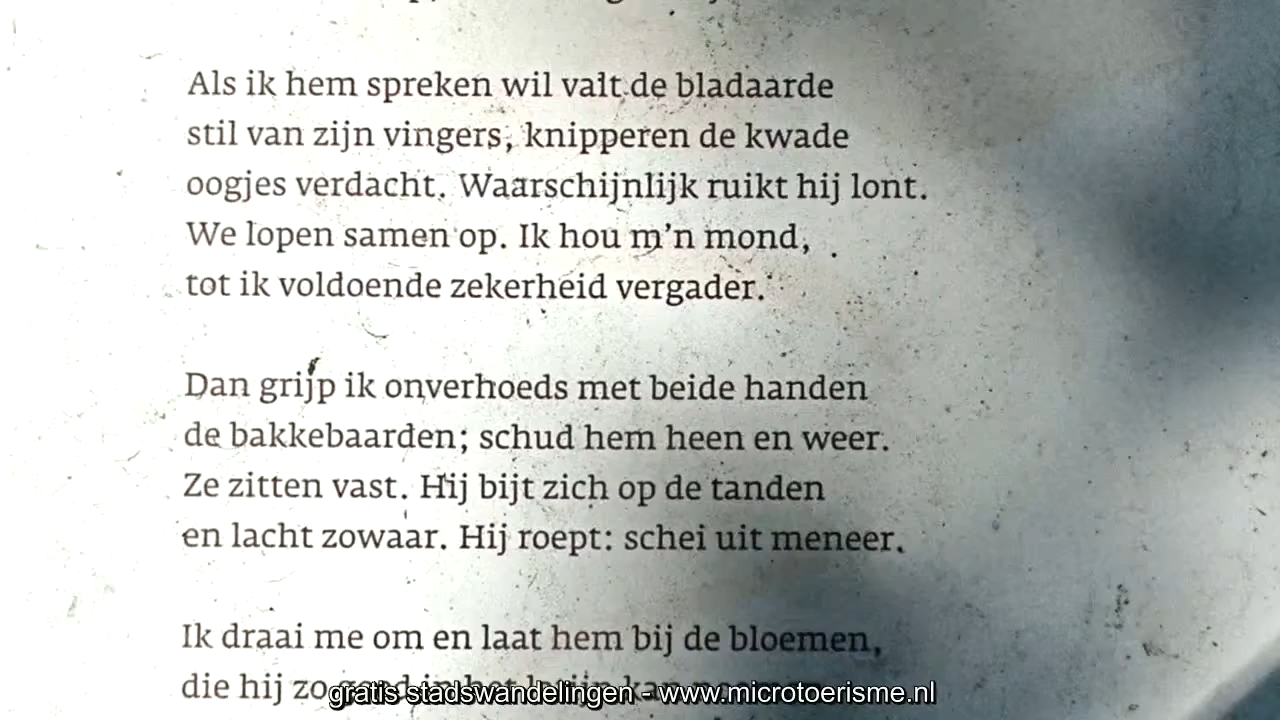 Als ik hem spreken wil valt de bladaarde
stil van zijn vingers, knipperen de kwade
oogjes verdacht. Waarschijnlijk ruikt hij lont.
We lopen samen op. Ik hou m'n mond,
tot ik voldoende zekerheid vergader.
Dan grijp ik onverhoeds met beide handen
de bakkebaarden; schud hem heen en weer.
Ze zitten vast. Hij bijt zich op de tanden
en lacht zowaar. Hij roept: schei uit meneer.
Ik draai me om en laat hem bij de bloemen,
die hij zo
gratis stadswandelingen - www.microtoerisme.nl